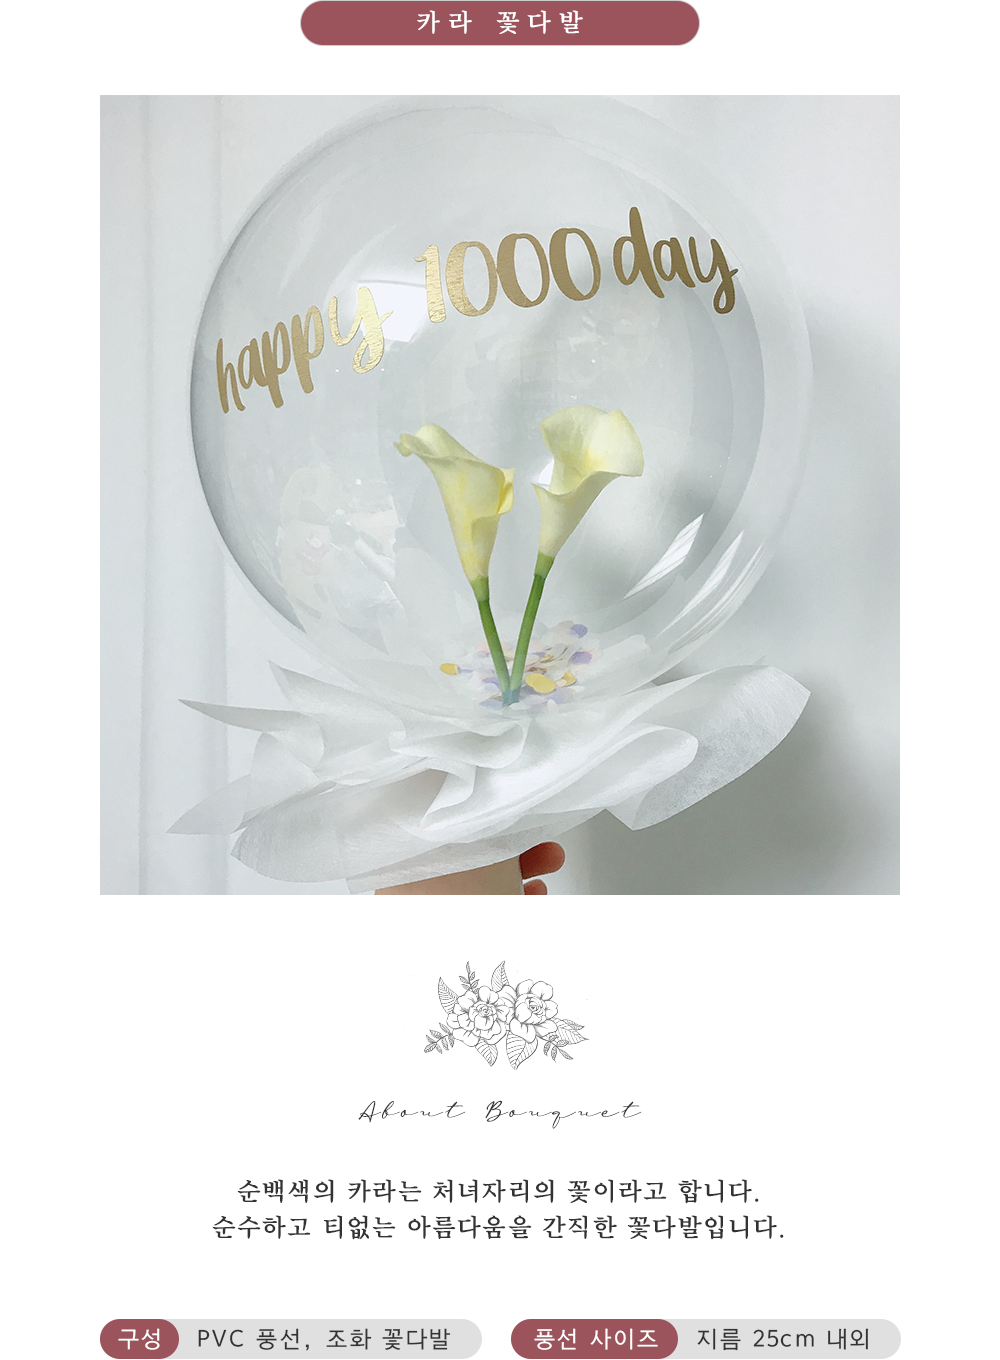 카라 꽃다발
happy 1000 day
About Bouquet
순백색의 카라는 처녀자리의 꽃이라고 합니다.
순수하고 티없는 아름다움을 간직한 꽃다발입니다.
구성 PVC 풍선, 조화 꽃다발 풍선 사이즈 지름 25cm 내외